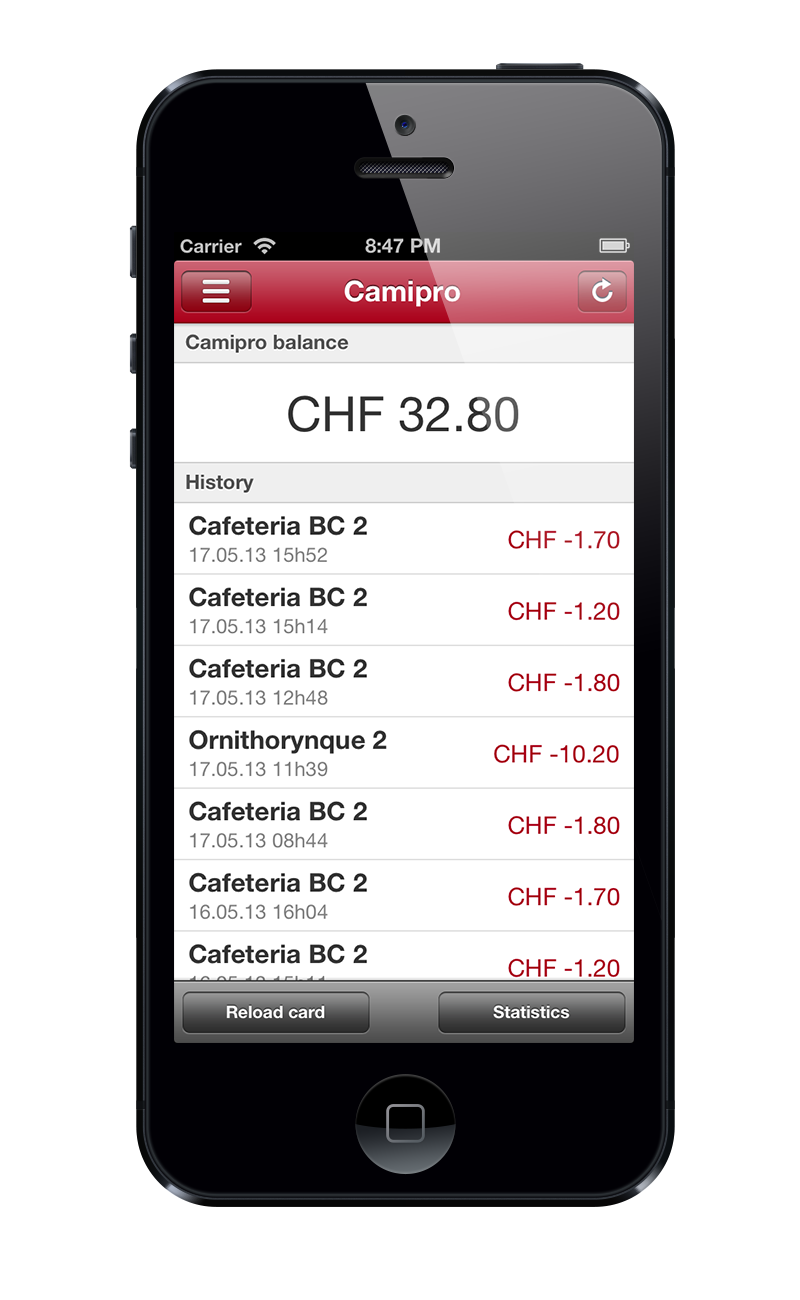 Carrier 8:47 PM
Camipro
Camipro balance
CHF 32.80
History
Cafeteria BC 2
17.05.13 15h52
CHF -1.70
Cafeteria BC 2
17.05.13 15h14
CHF -1.20
Cafeteria BC 2
17.05.13 12h48
CHF -1.80
Ornithorynque 2
17.05.13 11h39
CHF -10.20
Cafeteria BC 2
17.05.13 08h44
CHF -1.80
Cafeteria BC 2
16.05.13 16h04
CHF -1.70
Cafeteria BC 2
CHF -1.20
Reload card
Statistics